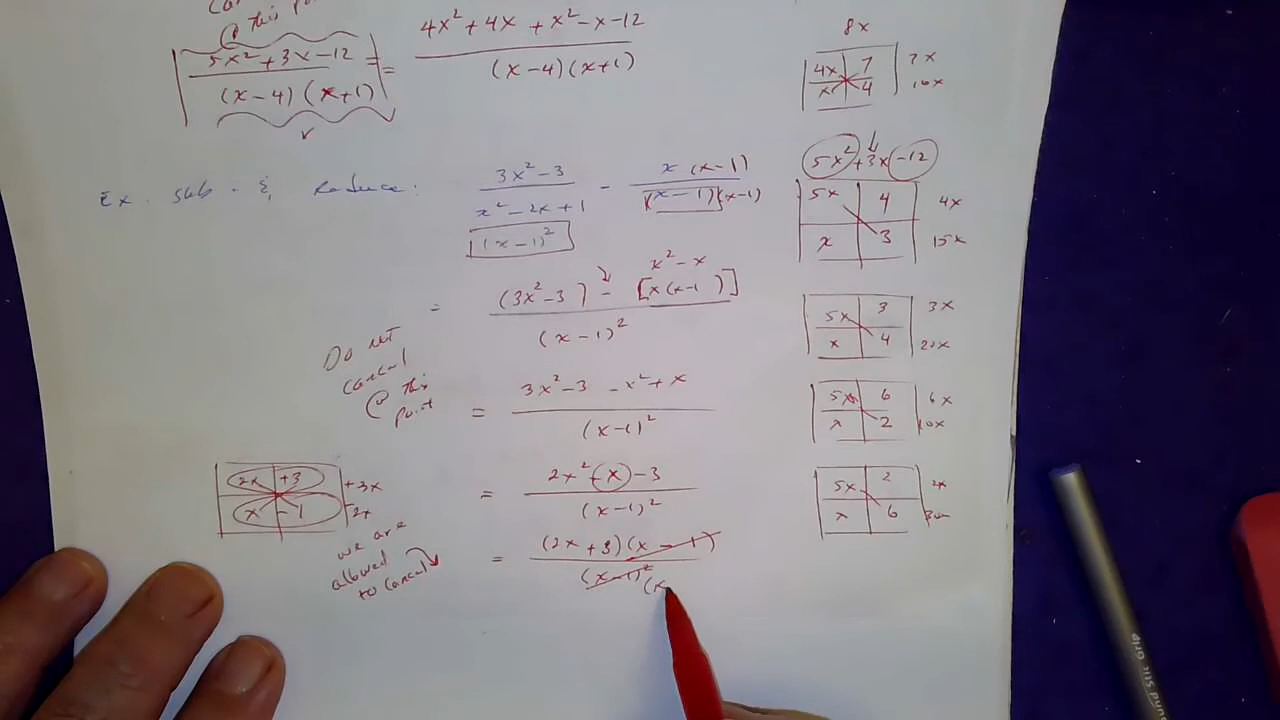 @ this
4x² + 4x + x² - x - 12
5x² + 3x - 12 =
(x - 4)(x + 1)
(x - 4)(x + 1)
8x
4x 7 7x
x 4 16x
5x² + 3x - 12
5x 4 4x
x 3 15x
5x 3 3x
x 4 20x
5x 6 6x
x 2 10x
5x 2 2x
x 6
Ex. Sub. & Reduce:
3x² - 3 - x (x - 1)
x² - 2x + 1 (x - 1)(x - 1)
(x - 1)²
x² - x
= (3x² - 3) - [x(x - 1)]
(x - 1)²
Do not
cancel
@ this
point
3x² - 3 - x² + x
=
(x - 1)²
2x +3 +3x
x -1 -2x
= 2x² + x - 3
(x - 1)²
we are
allowed
to cancel
= (2x + 3)(x - 1)
(x - 1)²
(x